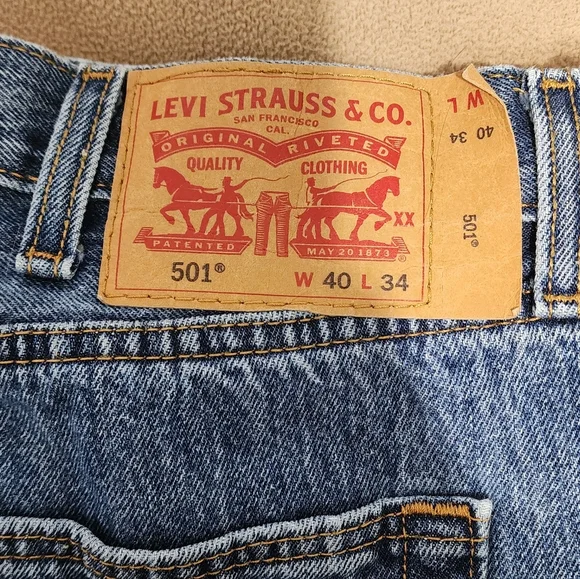 LEVI STRAUSS & CO.
SAN FRANCISCO
CAL.
ORIGINAL RIVETED
QUALITY CLOTHING
XX
PATENTED MAY 20 1873
501® W 40 L 34
W L
40 34
501®